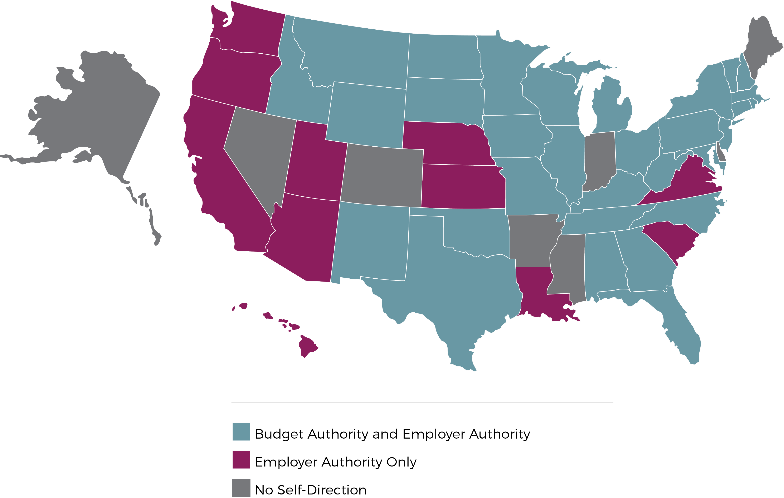 Budget Authority and Employer Authority
Employer Authority Only
No Self-Direction